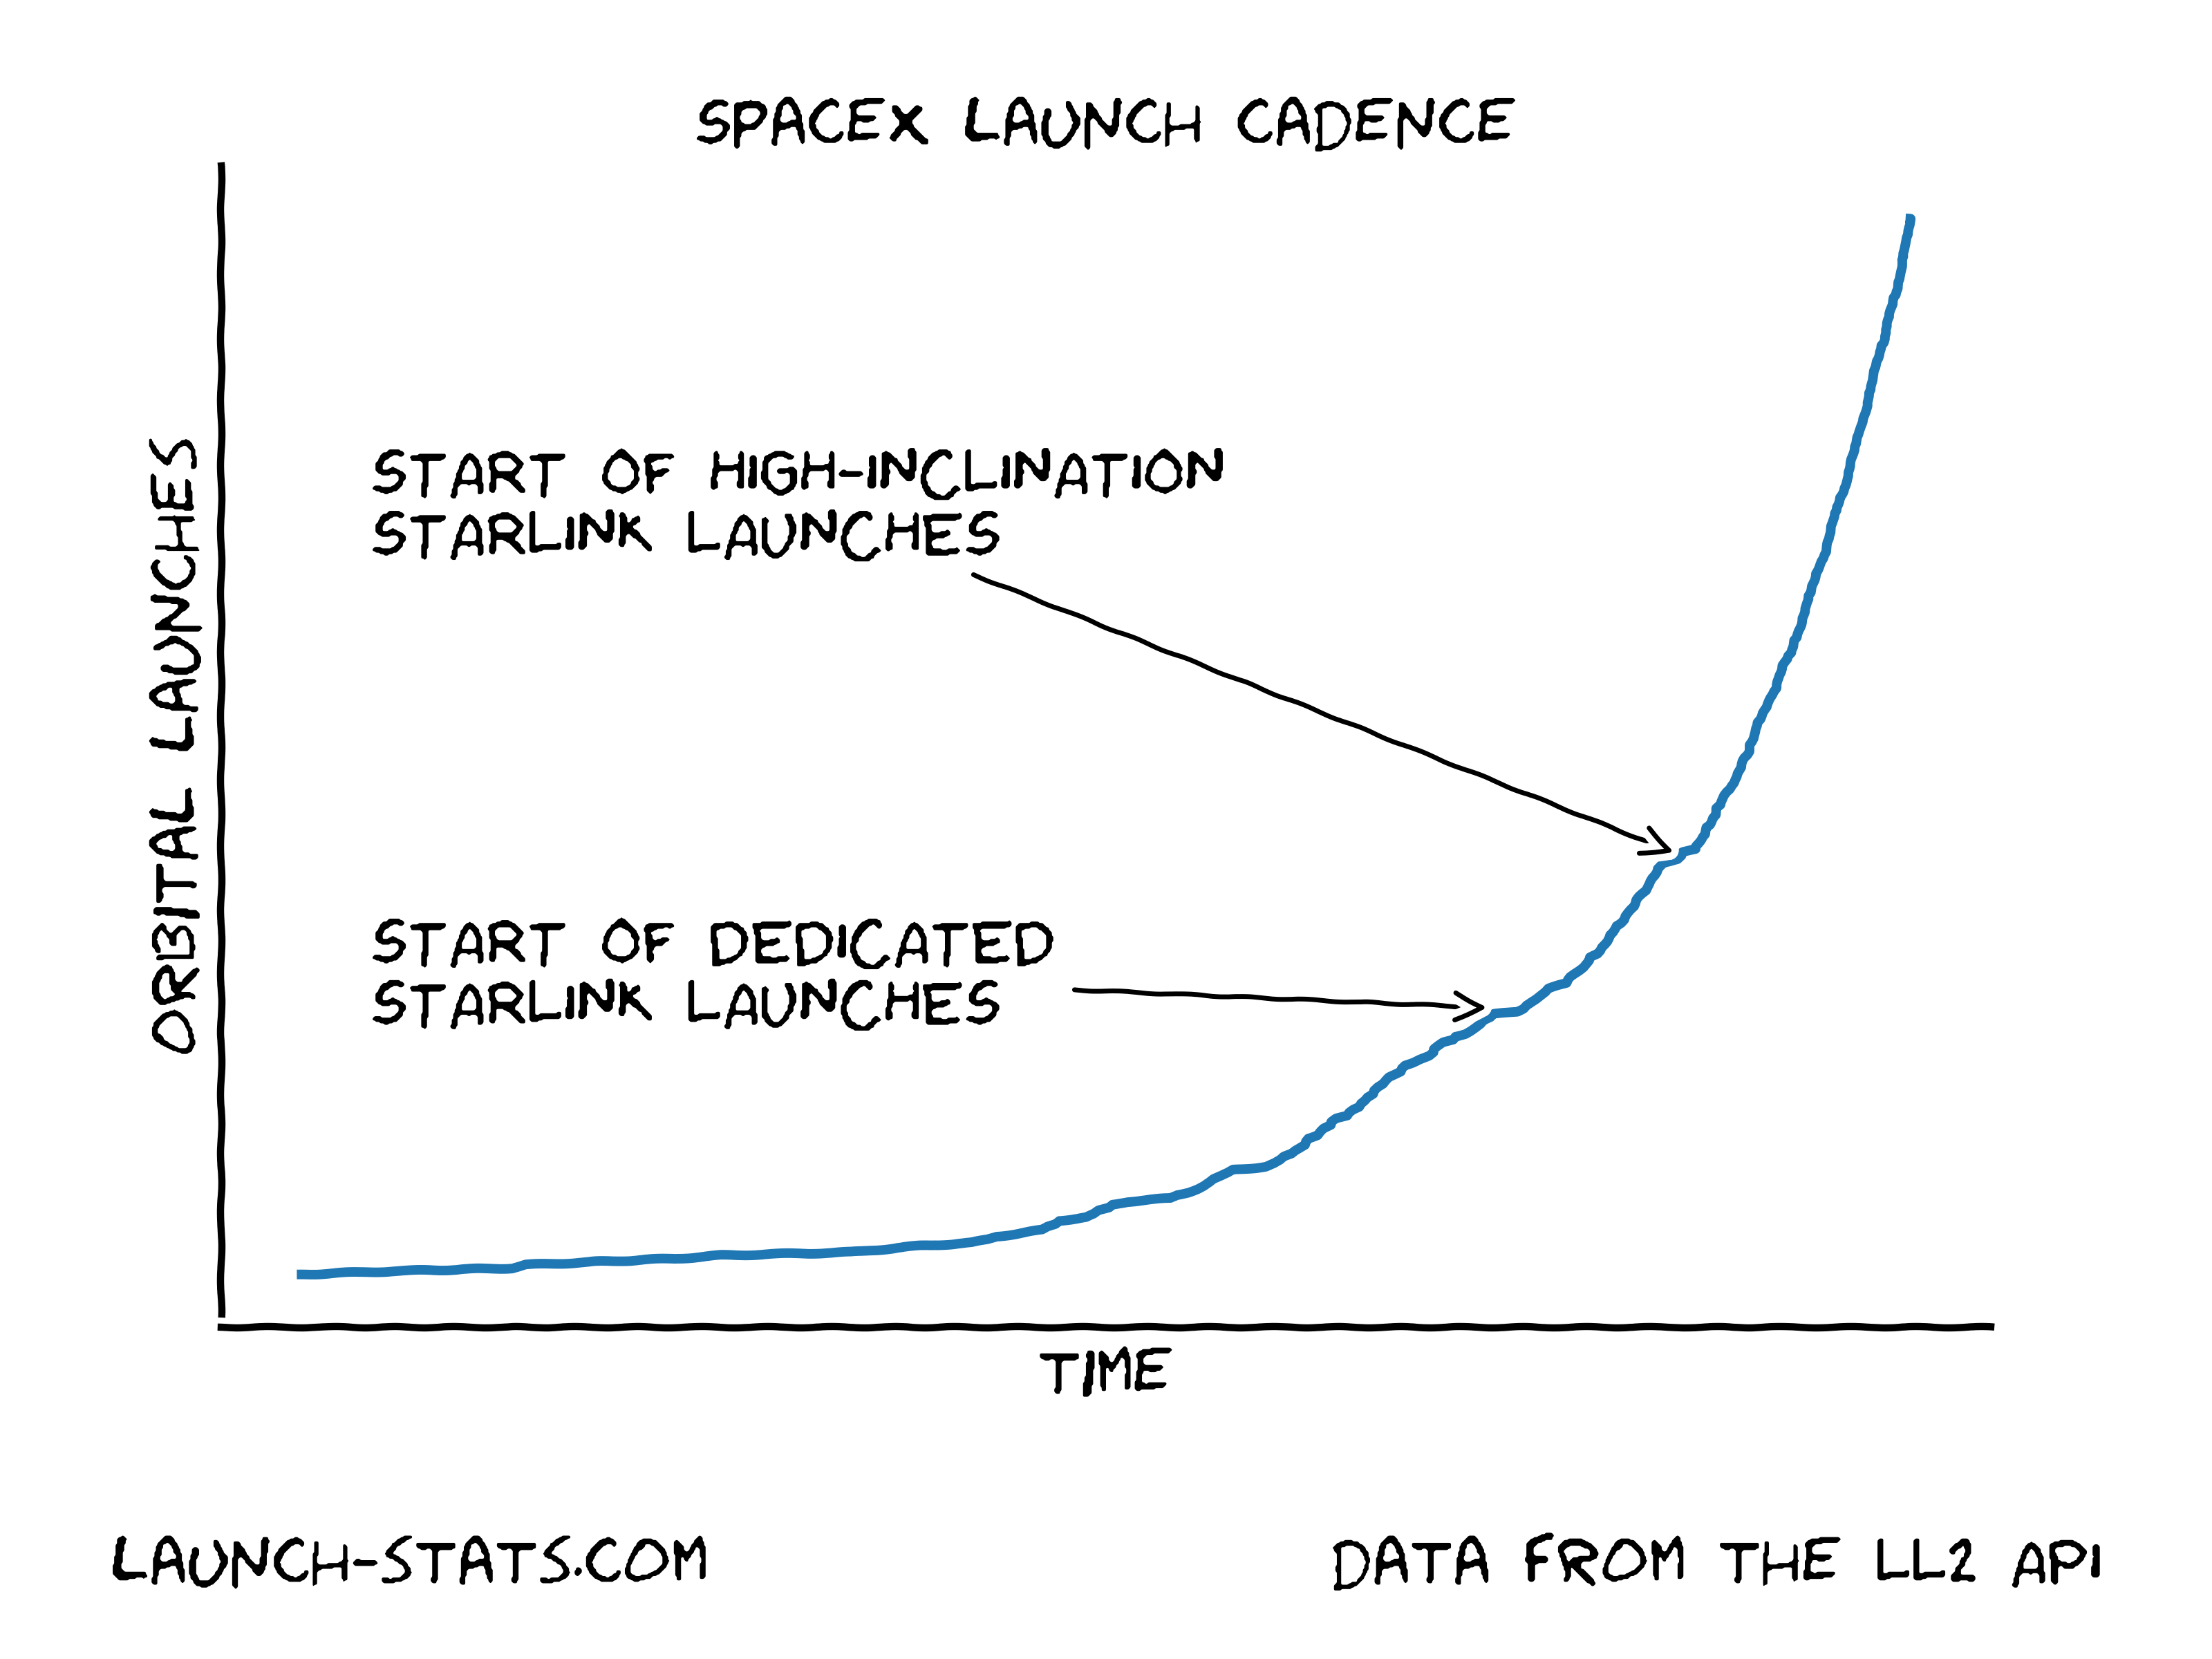 SPACEX LAUNCH CADENCE
ORBITAL LAUNCHES
START OF HIGH-INCLINATION
STARLINK LAUNCHES
START OF DEDICATED
STARLINK LAUNCHES
TIME
LAUNCH-STATS.COM
DATA FROM THE LL2 API